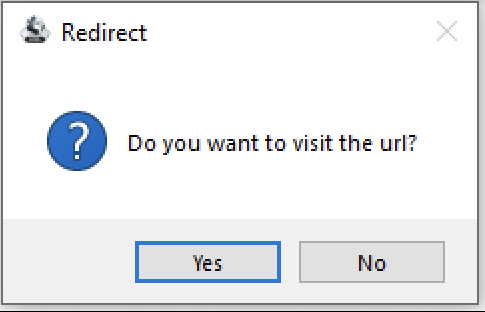 Redirect
Do you want to visit the url?
Yes
No